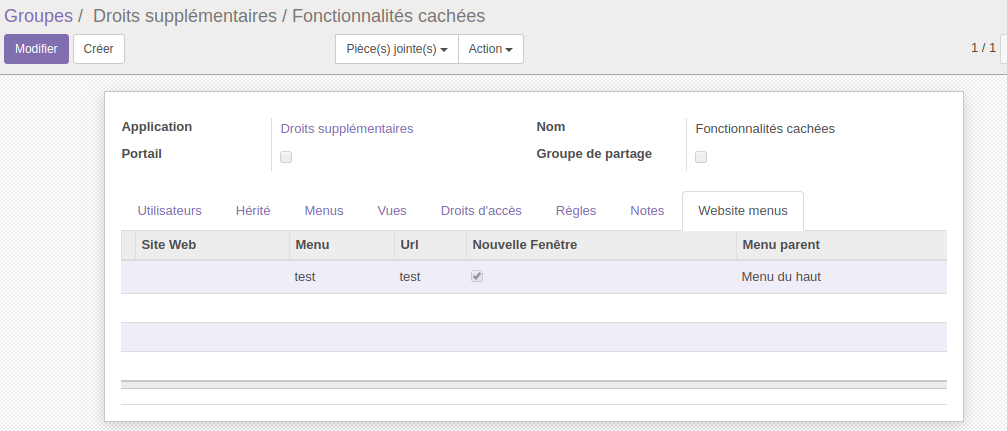 Groupes / Droits supplémentaires / Fonctionnalités cachées
Modifier Créer Pièce(s) jointe(s) Action 1 / 1
Application Droits supplémentaires Nom Fonctionnalités cachées
Portail Groupe de partage
Utilisateurs Hérité Menus Vues Droits d'accès Règles Notes Website menus
Site Web Menu Url Nouvelle Fenêtre Menu parent
test test Menu du haut